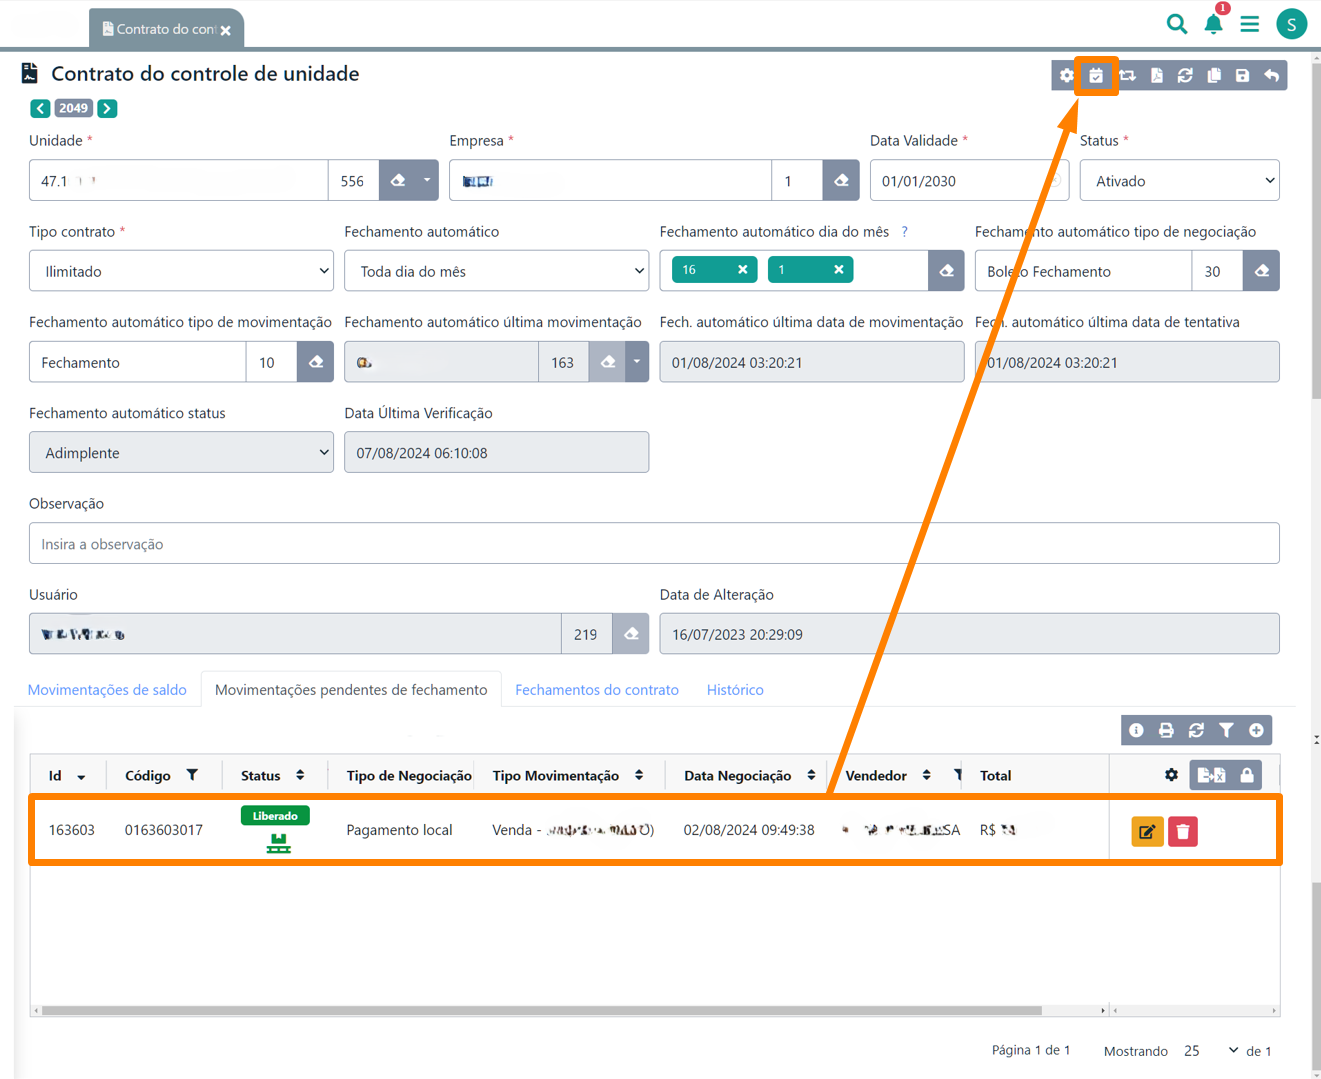 Contrato do con
1
S
Contrato do controle de unidade
2049
Unidade * Empresa * Data Validade * Status *
47.1 556 1 01/01/2030 Ativado
Tipo contrato * Fechamento automático Fechamento automático dia do mês ? Fechamento automático tipo de negociação
Ilimitado Toda dia do mês 16 1 Boleto Fechamento 30
Fechamento automático tipo de movimentação Fechamento automático última movimentação Fech. automático última data de movimentação Fech. automático última data de tentativa
Fechamento 10 163 01/08/2024 03:20:21 01/08/2024 03:20:21
Fechamento automático status Data Última Verificação
Adimplente 07/08/2024 06:10:08
Observação
Insira a observação
Usuário Data de Alteração
219 16/07/2023 20:29:09
Movimentações de saldo Movimentações pendentes de fechamento Fechamentos do contrato Histórico
Id Código Status Tipo de Negociação Tipo Movimentação Data Negociação Vendedor Total
Liberado
163603 0163603017 Pagamento local Venda - 02/08/2024 09:49:38 SA R$
Página 1 de 1 Mostrando 25 de 1